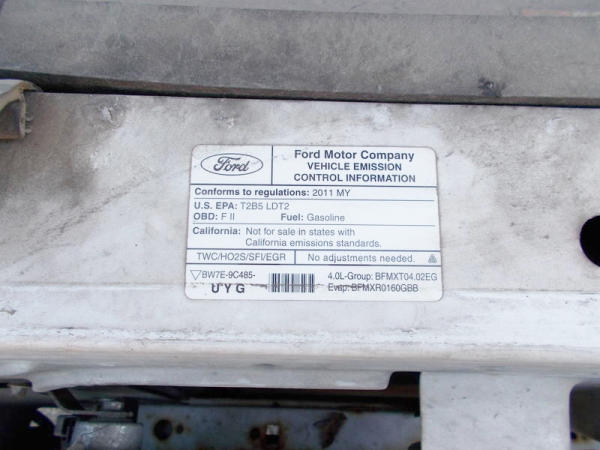 Ford
Ford Motor Company
VEHICLE EMISSION
CONTROL INFORMATION
Conforms to regulations: 2011 MY
U.S. EPA: T2B5 LDT2
OBD: F II Fuel: Gasoline
California: Not for sale in states with
California emissions standards.
TWC/HO2S/SFI/EGR No adjustments needed.
BW7E-9C485- 4.0L-Group: BFMXT04.02EG
U Y G Evap: BFMXR0160GBB